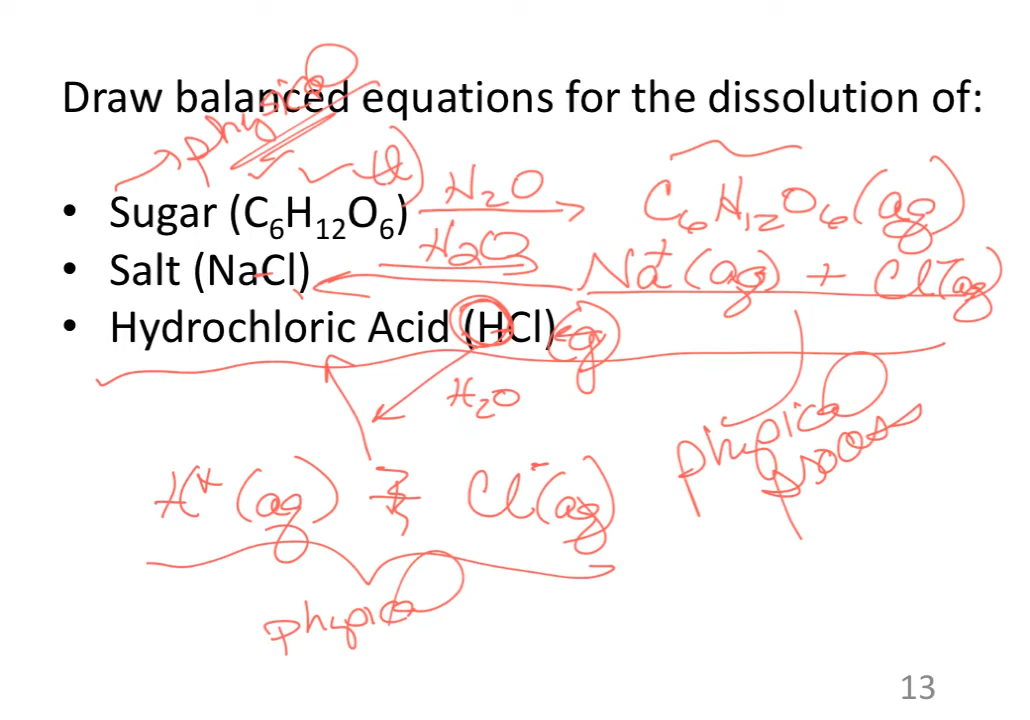 Draw balanced equations for the dissolution of:
physical
• Sugar (C₆H₁₂O₆) H₂O C₆H₁₂O₆(aq)
• Salt (NaCl) H₂O Na⁺(aq) + Cl⁻(aq)
• Hydrochloric Acid (HCl) (g)
H₂O
physical process
H⁺(aq) + Cl⁻(aq)
physical
13